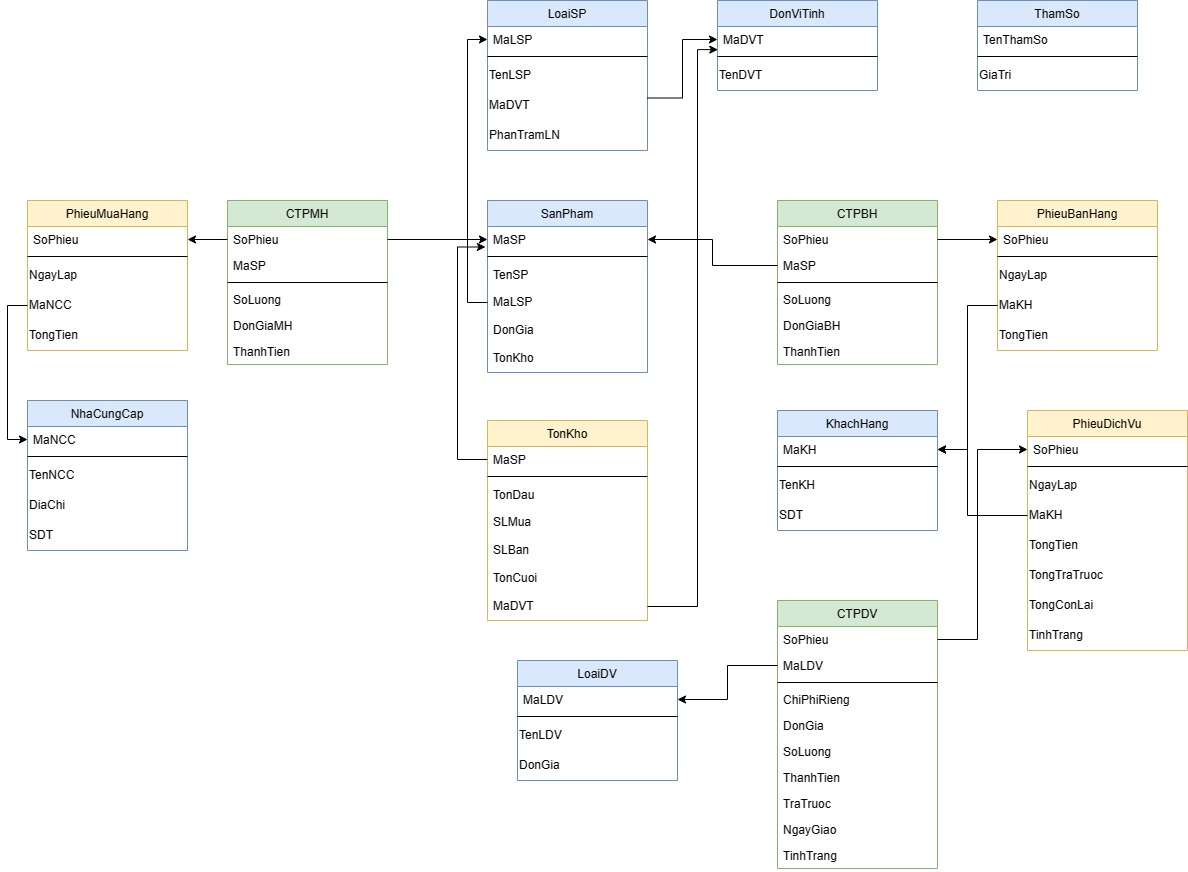 LoaiSP
MaLSP
TenLSP
MaDVT
PhanTramLN
DonViTinh
MaDVT
TenDVT
ThamSo
TenThamSo
GiaTri
PhieuMuaHang
SoPhieu
NgayLap
MaNCC
TongTien
CTPMH
SoPhieu
MaSP
SoLuong
DonGiaMH
ThanhTien
SanPham
MaSP
TenSP
MaLSP
DonGia
TonKho
CTPBH
SoPhieu
MaSP
SoLuong
DonGiaBH
ThanhTien
PhieuBanHang
SoPhieu
NgayLap
MaKH
TongTien
NhaCungCap
MaNCC
TenNCC
DiaChi
SDT
TonKho
MaSP
TonDau
SLMua
SLBan
TonCuoi
MaDVT
KhachHang
MaKH
TenKH
SDT
PhieuDichVu
SoPhieu
NgayLap
MaKH
TongTien
TongTraTruoc
TongConLai
TinhTrang
LoaiDV
MaLDV
TenLDV
DonGia
CTPDV
SoPhieu
MaLDV
ChiPhiRieng
DonGia
SoLuong
ThanhTien
TraTruoc
NgayGiao
TinhTrang